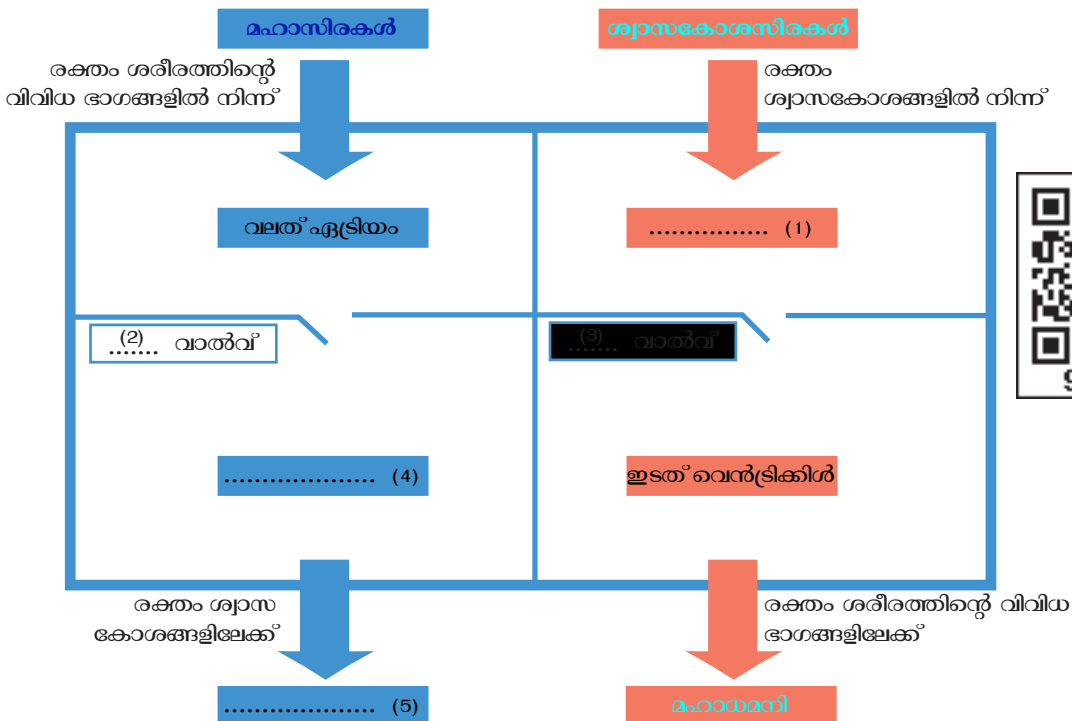 മഹാസിരകൾ
ശ്വാസകോശസിരകൾ
രക്തം ശരീരത്തിന്റെ
വിവിധ ഭാഗങ്ങളിൽ നിന്ന്
രക്തം
ശ്വാസകോശങ്ങളിൽ നിന്ന്
വലത് ഏട്രിയം
................ (1)
(2)
....... വാൽവ്
(3)
....... വാൽവ്
.................... (4)
ഇടത് വെൻട്രിക്കിൾ
രക്തം ശ്വാസ
കോശങ്ങളിലേക്ക്
രക്തം ശരീരത്തിന്റെ വിവിധ
ഭാഗങ്ങളിലേക്ക്
.................... (5)
മഹാധമനി